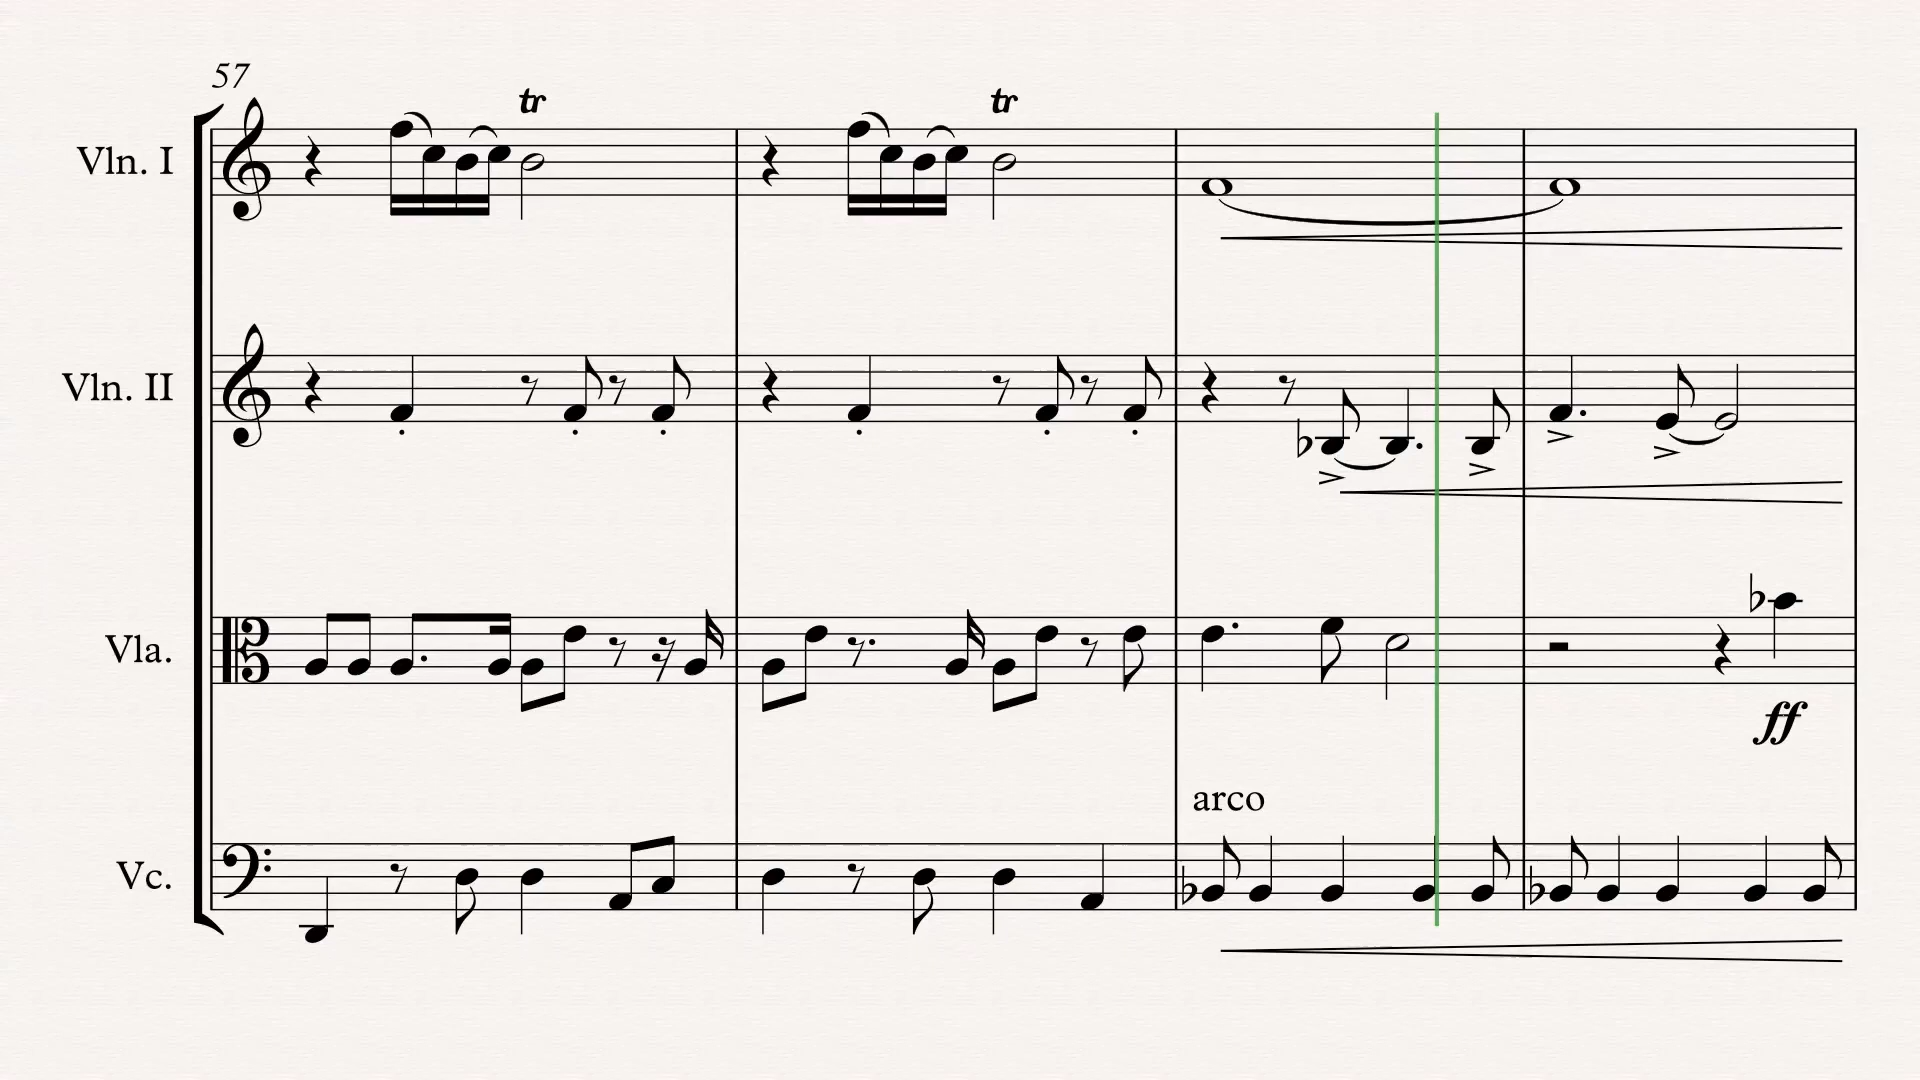 57
tr tr
Vln. I
Vln. II
Vla.
ff
arco
Vc.